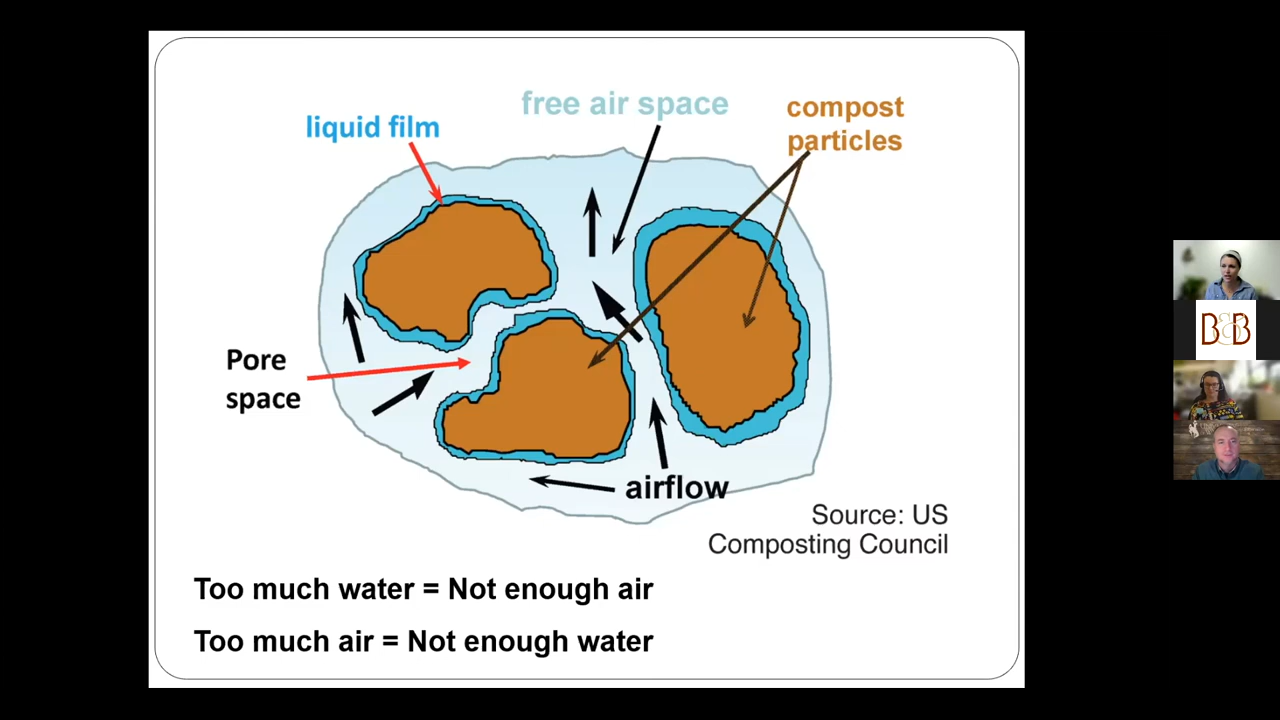 free air space
liquid film
compost
particles
Pore
space
airflow
Source: US
Composting Council
Too much water = Not enough air
Too much air = Not enough water
B&B